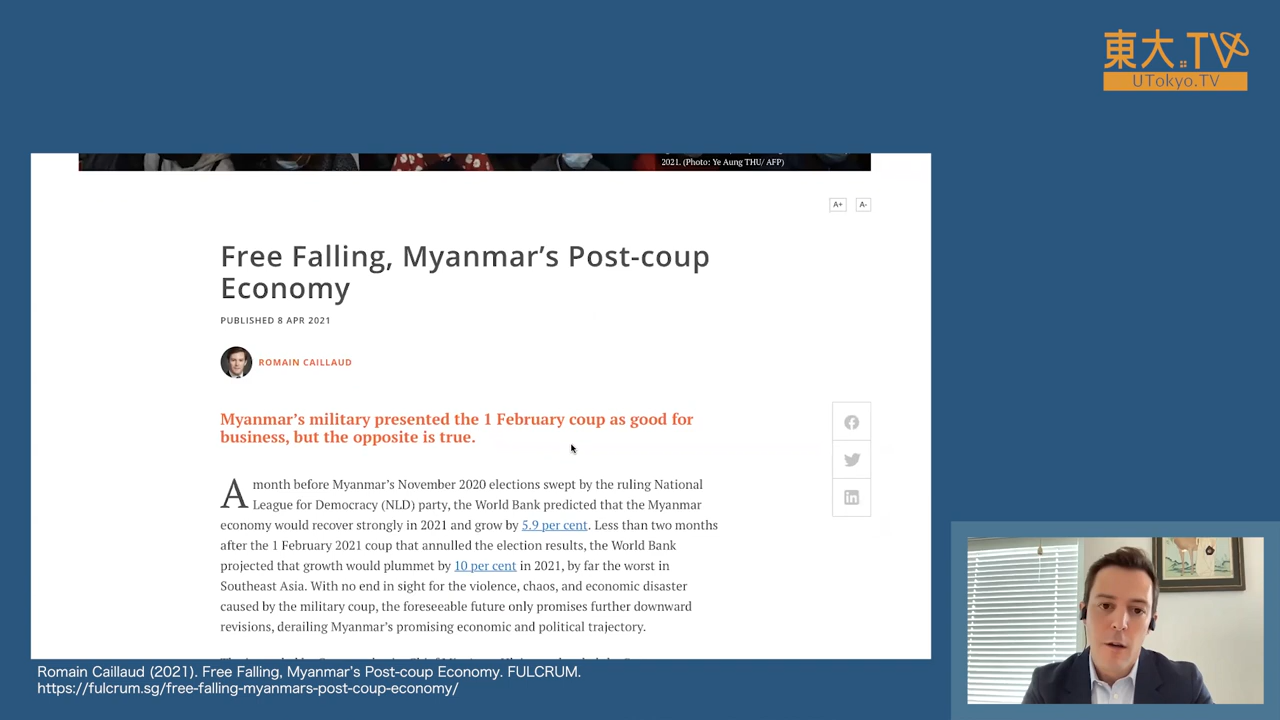 東大.TV
UTokyo.TV
2021. (Photo: Ye Aung THU/ AFP)
A+ A-
Free Falling, Myanmar’s Post-coup
Economy
PUBLISHED 8 APR 2021
ROMAIN CAILLAUD
Myanmar’s military presented the 1 February coup as good for
business, but the opposite is true.
A month before Myanmar’s November 2020 elections swept by the ruling National
League for Democracy (NLD) party, the World Bank predicted that the Myanmar
economy would recover strongly in 2021 and grow by 5.9 per cent. Less than two months
after the 1 February 2021 coup that annulled the election results, the World Bank
projected that growth would plummet by 10 per cent in 2021, by far the worst in
Southeast Asia. With no end in sight for the violence, chaos, and economic disaster
caused by the military coup, the foreseeable future only promises further downward
revisions, derailing Myanmar’s promising economic and political trajectory.
Romain Caillaud (2021). Free Falling, Myanmar’s Post-coup Economy. FULCRUM.
https://fulcrum.sg/free-falling-myanmars-post-coup-economy/